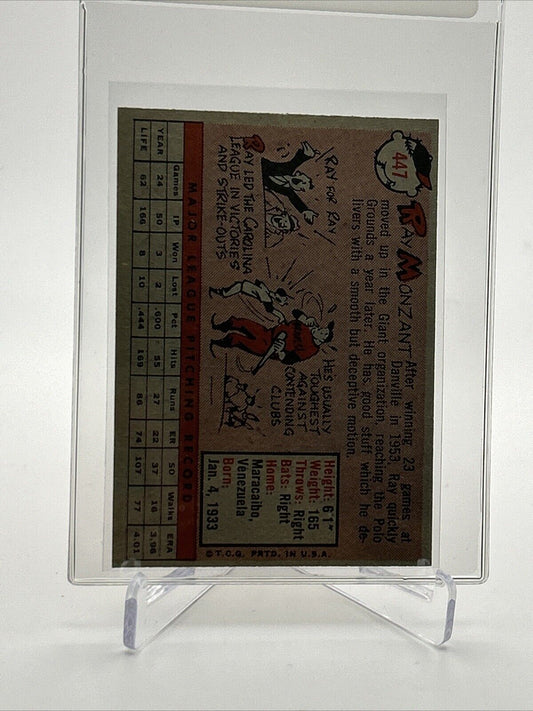 447
RAY MONZANT
After winning 23 games at
Danville in 1953 Ray quickly
moved up in the Giant organization, reaching the Polo
Grounds a year later. He has good stuff which he de-
livers with a smooth but deceptive motion.
RAY FOR RAY!
RAY LED THE CAROLINA
LEAGUE IN VICTORIES
AND STRIKE-OUTS
HE'S USUALLY
TOUGHEST
AGAINST
CONTENDING
CLUBS
Height: 6'1"
Weight: 165
Throws: Right
Bats: Right
Home:
Maracaibo,
Venezuela
Born:
Jan. 4, 1933
MAJOR LEAGUE PITCHING RECORD
Games IP Won Lost Pct Hits Runs ER SO Walks ERA
YEAR 24 50 3 2 .600 55 27 22 37 16 3.96
LIFE 62 166 8 10 .444 169 86 74 107 77 4.01
© T.C.G. PRTD. IN U.S.A.